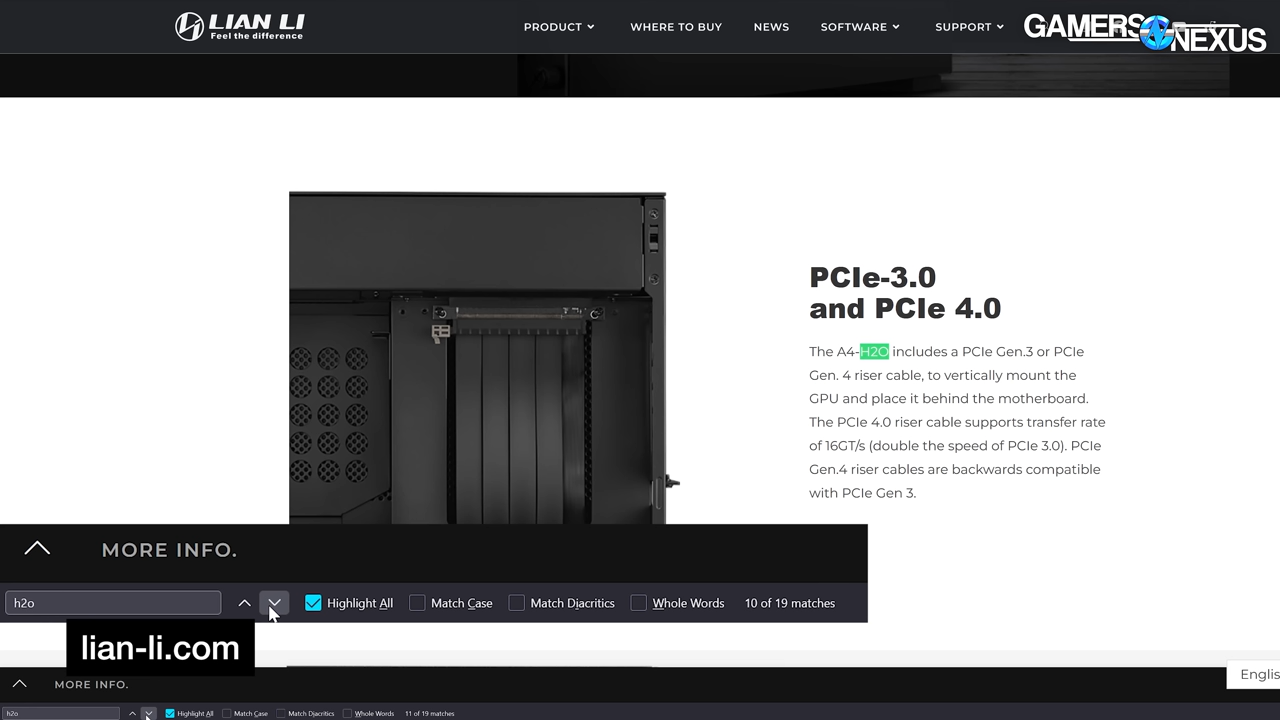 LIAN LI
Feel the difference
PRODUCT
WHERE TO BUY
NEWS
SOFTWARE
SUPPORT
GAMERS NEXUS
PCIe-3.0
and PCIe 4.0
The A4-H2O includes a PCIe Gen.3 or PCIe
Gen. 4 riser cable, to vertically mount the
GPU and place it behind the motherboard.
The PCIe 4.0 riser cable supports transfer rate
of 16GT/s (double the speed of PCIe 3.0). PCIe
Gen.4 riser cables are backwards compatible
with PCIe Gen 3.
MORE INFO.
h2o
Highlight All
Match Case
Match Diacritics
Whole Words
10 of 19 matches
lian-li.com
Englis
MORE INFO.
h2o
Highlight All
Match Case
Match Diacritics
Whole Words
11 of 19 matches